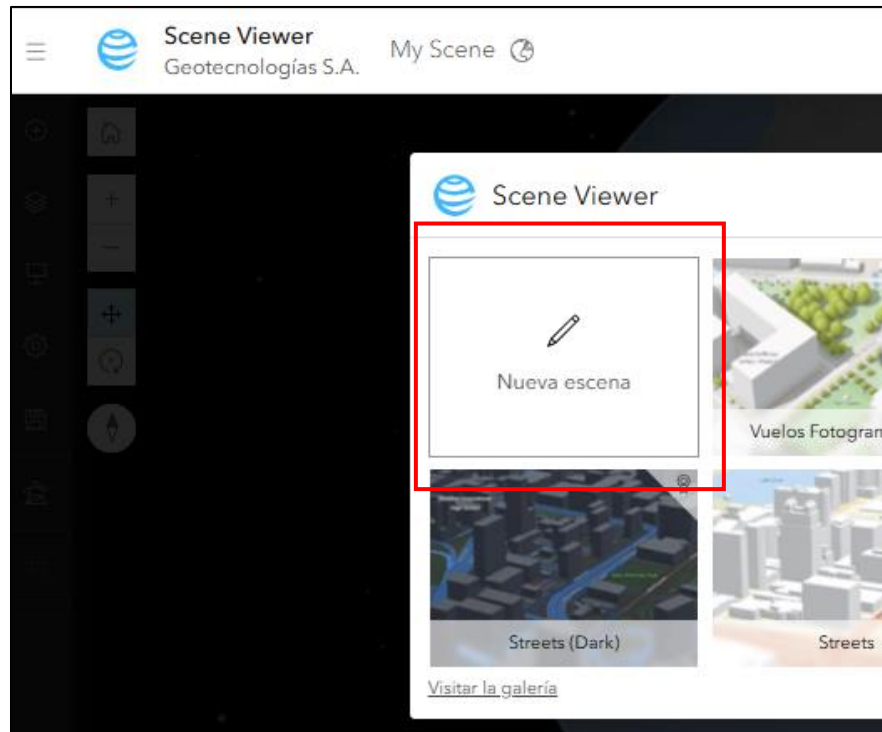 Scene Viewer
Geotecnologías S.A.
My Scene
Scene Viewer
Nueva escena
Vuelos Fotogran
Streets (Dark)
Streets
Visitar la galería